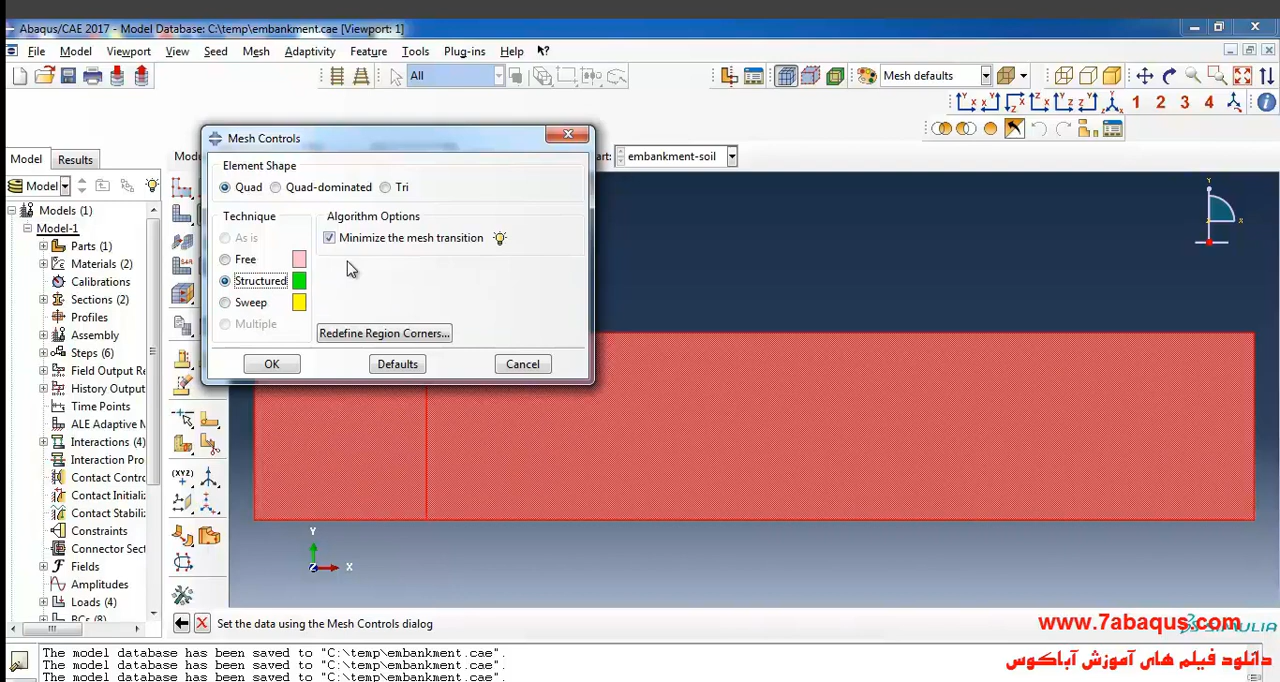 Abaqus/CAE 2017 - Model Database: C:\temp\embankment.cae [Viewport: 1]
File Model Viewport View Seed Mesh Adaptivity Feature Tools Plug-ins Help
All
Mesh defaults
1 2 3 4
Model Results
art: embankment-soil
Model
Models (1)
Model-1
Parts (1)
Materials (2)
Calibrations
Sections (2)
Profiles
Assembly
Steps (6)
Field Output Re
History Output
Time Points
ALE Adaptive M
Interactions (4)
Interaction Pro
Contact Contrc
Contact Initializ
Contact Stabiliz
Constraints
Connector Sect
Fields
Amplitudes
Loads (4)
BCs (8)
Mesh Controls
Element Shape
Quad Quad-dominated Tri
Technique
As is
Free
Structured
Sweep
Multiple
Algorithm Options
Minimize the mesh transition
Redefine Region Corners...
OK Defaults Cancel
Y
X
Y
Z
X
Set the data using the Mesh Controls dialog
www.7abaqus.com
SIMULIA
دانلود فیلم های آموزش آباکوس
The model database has been saved to "C:\temp\embankment.cae".
The model database has been saved to "C:\temp\embankment.cae".
The model database has been saved to "C:\temp\embankment.cae".